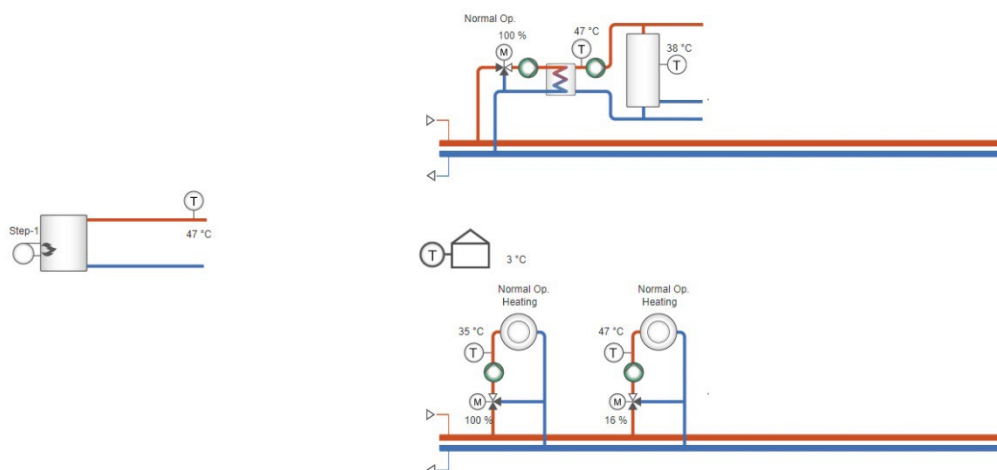 Normal Op.
100 %
M
47 °C
T
38 °C
T
T
Step-1
47 °C
T
3 °C
Normal Op.
Heating
35 °C
T
M
100 %
Normal Op.
Heating
47 °C
T
M
16 %